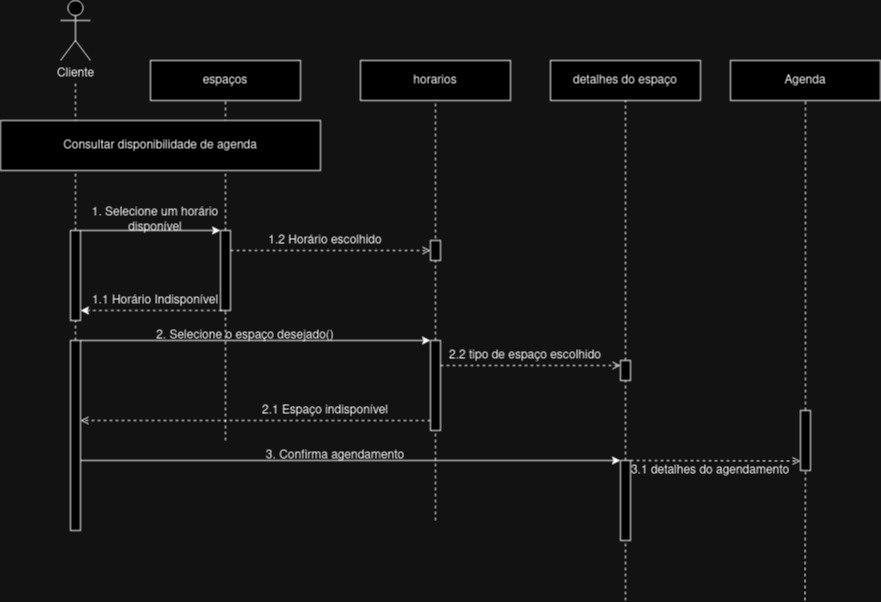 Cliente
espaços
horarios
detalhes do espaço
Agenda
Consultar disponibilidade de agenda
1. Selecione um horário
disponível
1.2 Horário escolhido
1.1 Horário Indisponível
2. Selecione o espaço desejado()
2.2 tipo de espaço escolhido
2.1 Espaço indisponível
3. Confirma agendamento
3.1 detalhes do agendamento